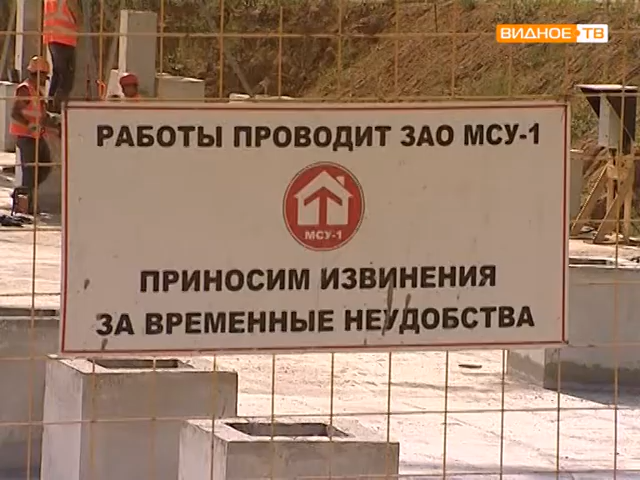 ВИДНОЕ ТВ
РАБОТЫ ПРОВОДИТ ЗАО МСУ-1
МСУ-1
ПРИНОСИМ ИЗВИНЕНИЯ
ЗА ВРЕМЕННЫЕ НЕУДОБСТВА